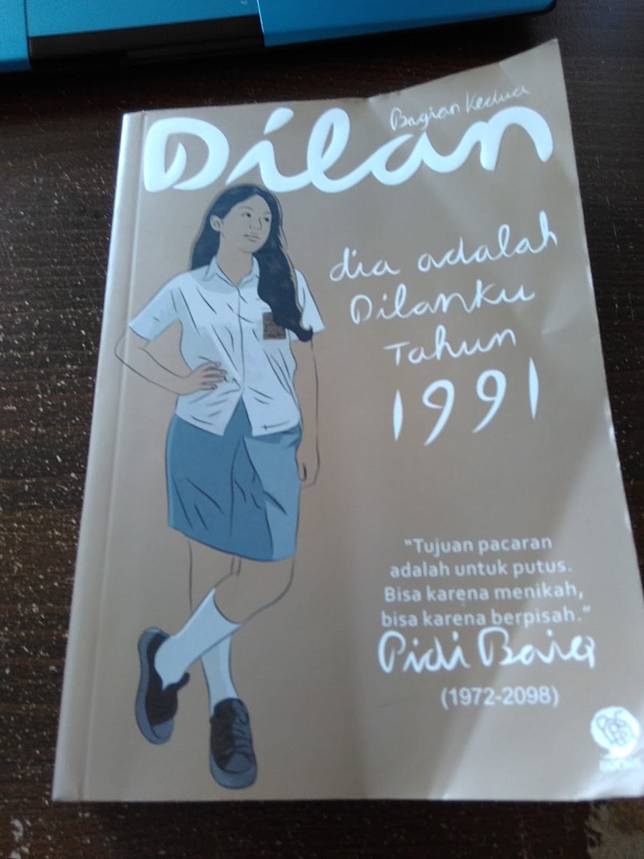 Bagian Kedua
Dilan
dia adalah
Dilanku
Tahun
1991
"Tujuan pacaran
adalah untuk putus.
Bisa karena menikah,
bisa karena berpisah."
Pidi Baiq
(1972-2098)